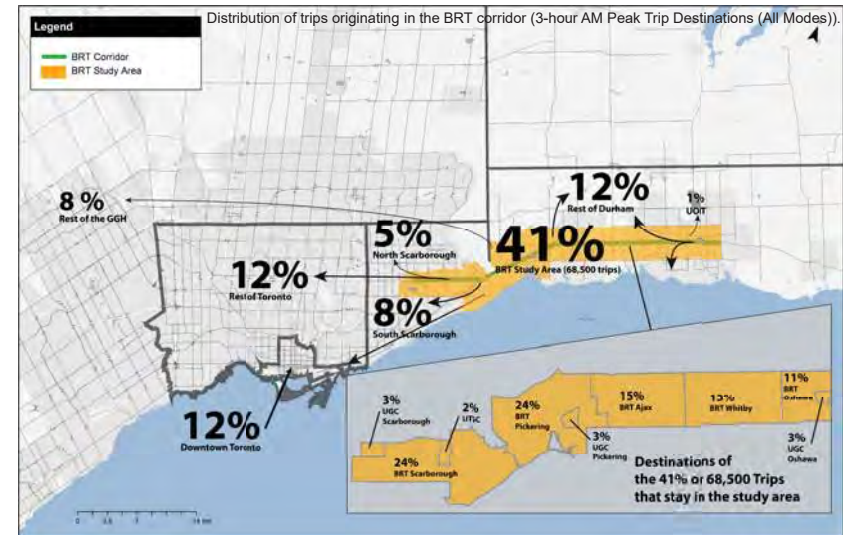 Distribution of trips originating in the BRT corridor (3-hour AM Peak Trip Destinations (All Modes)).
Legend
BRT Corridor
BRT Study Area
8 %
Rest of the GGH
12%
Rest of Durham
1%
UOIT
5%
North Scarborough
41%
BRT Study Area (68,500 trips)
12%
Rest of Toronto
8%
South Scarborough
12%
Downtown Toronto
3%
UGC
Scarborough
2%
24%
BRT
Pickering
15%
BRT Ajax
BRT Whitby
11%
BRT
24%
BRT Scarborough
3%
UGC
Pickering
3%
UGC
Oshawa
Destinations of
the 41% or 68,500 Trips
that stay in the study area
0